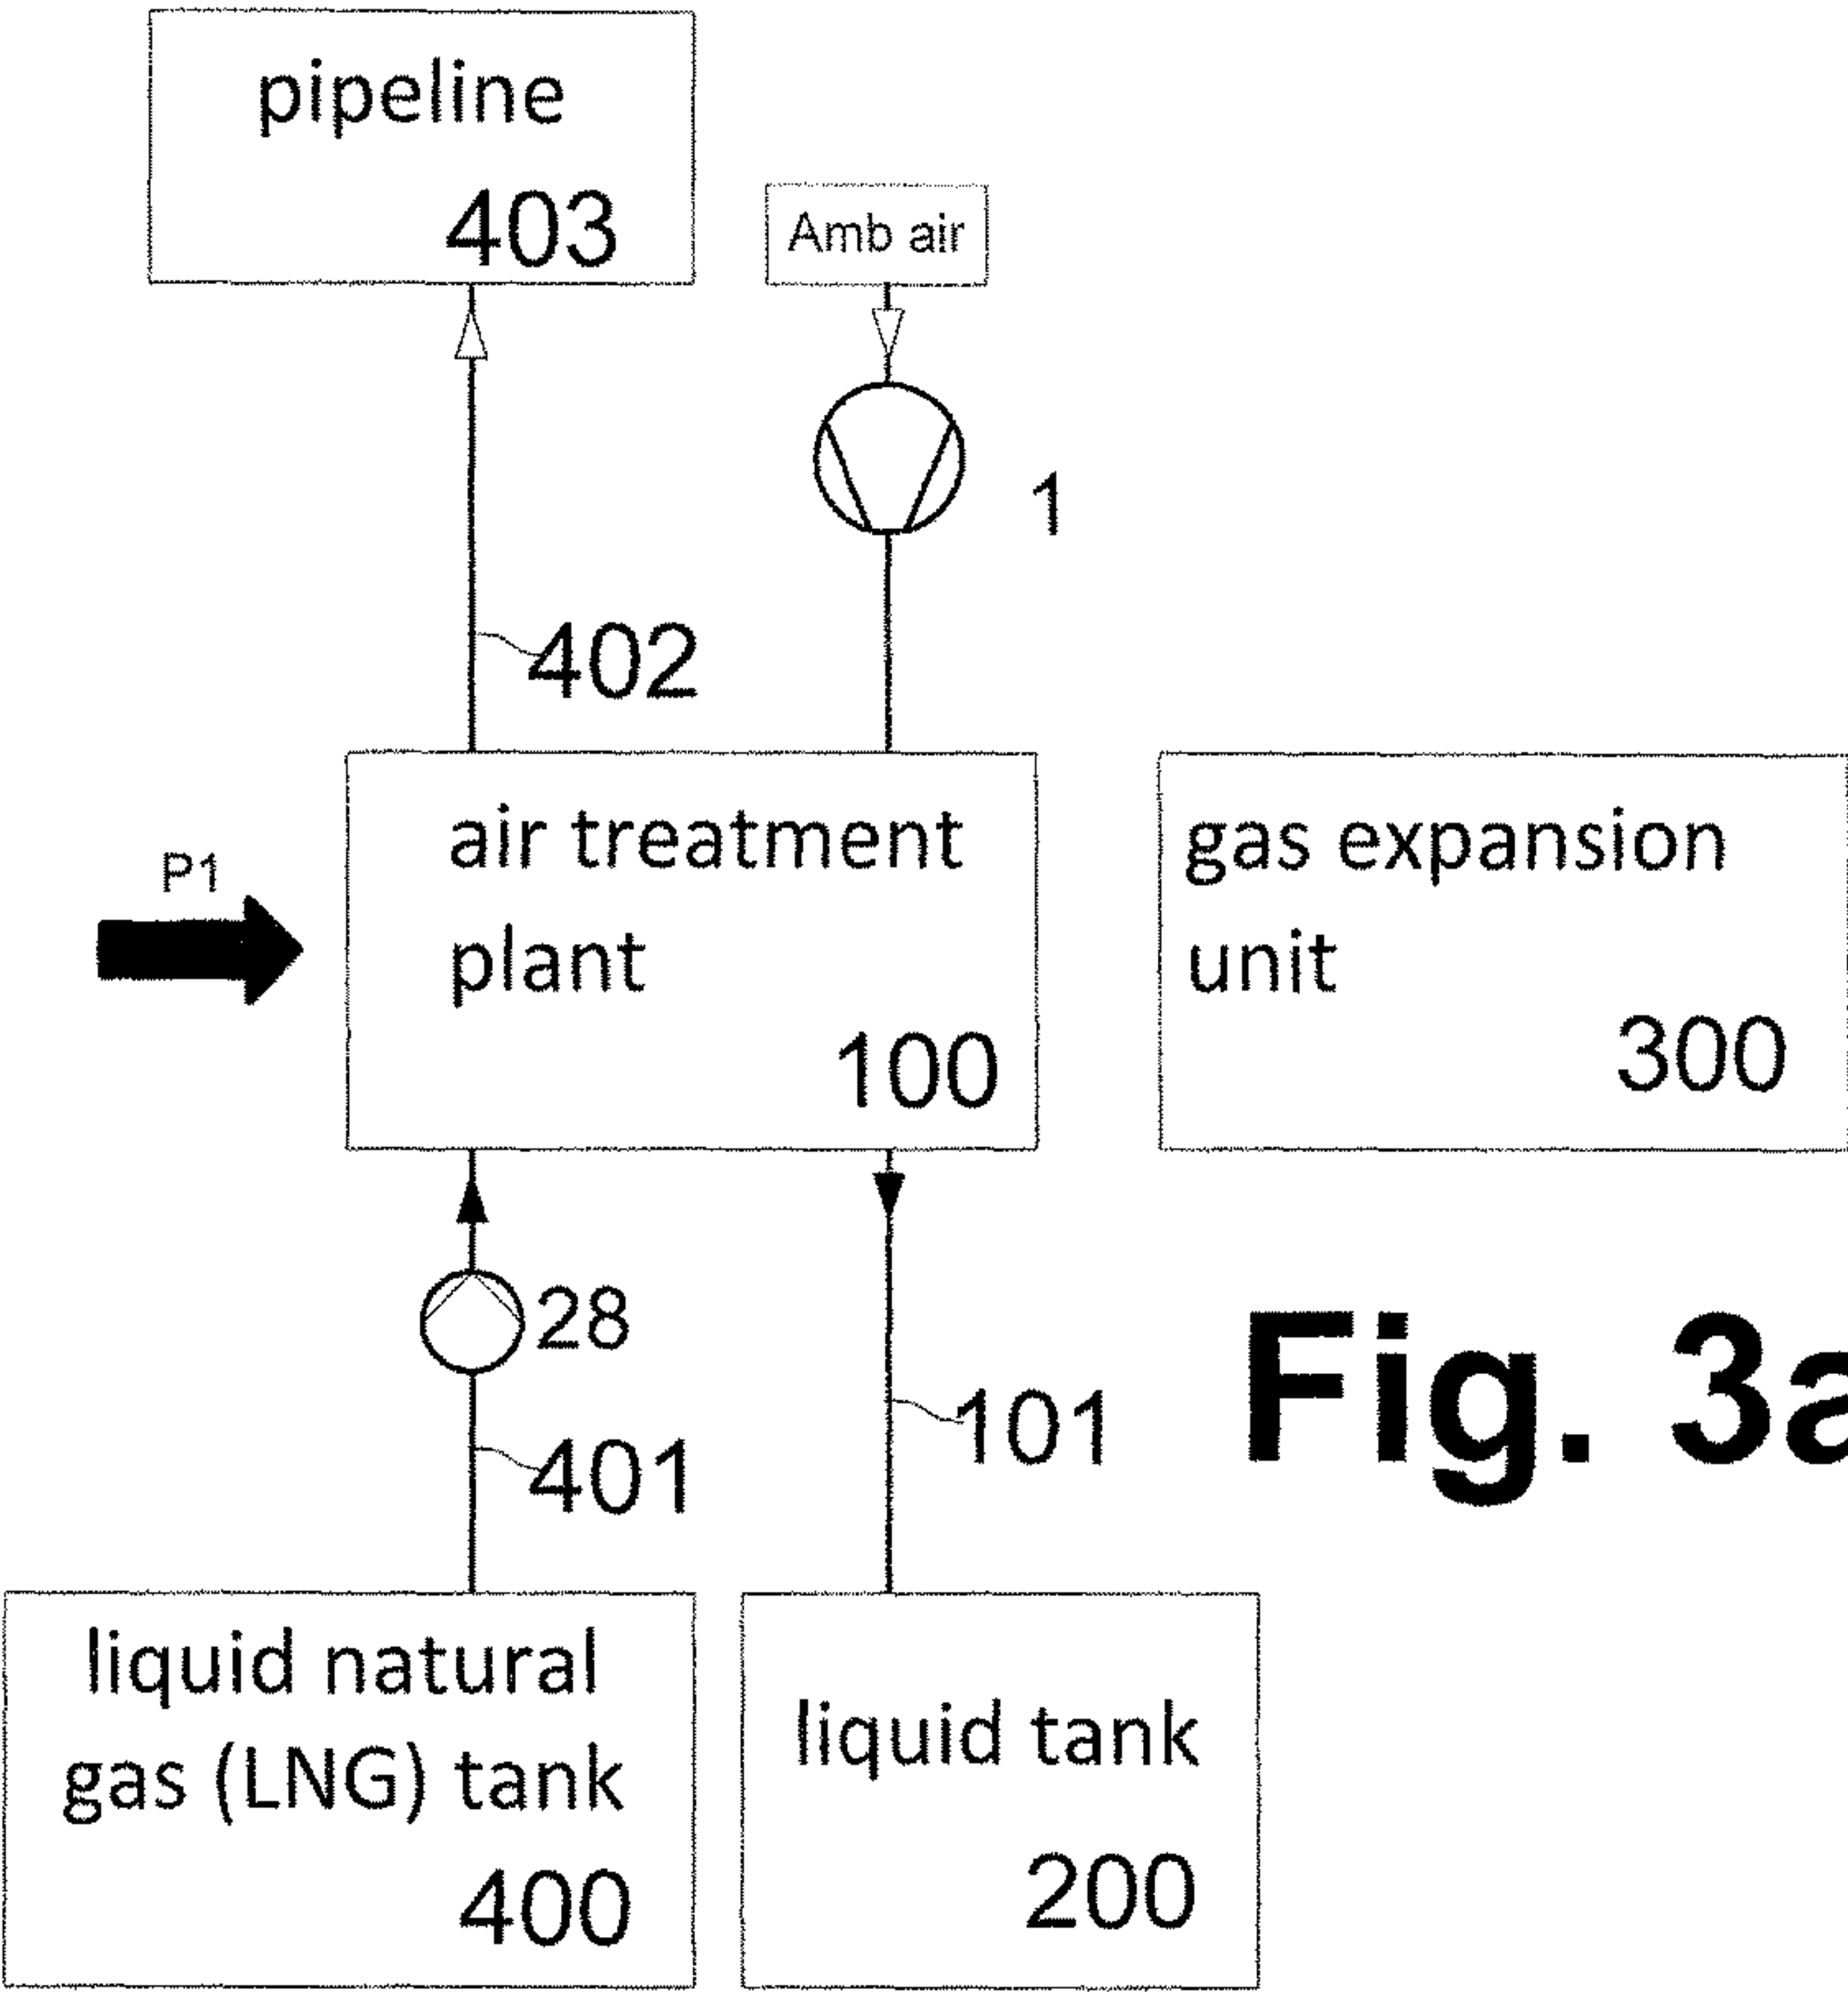 pipeline
403
Amb air
1
402
P1
air treatment
plant
100
gas expansion
unit
300
28
401
101
Fig. 3a
liquid natural
gas (LNG) tank
400
liquid tank
200